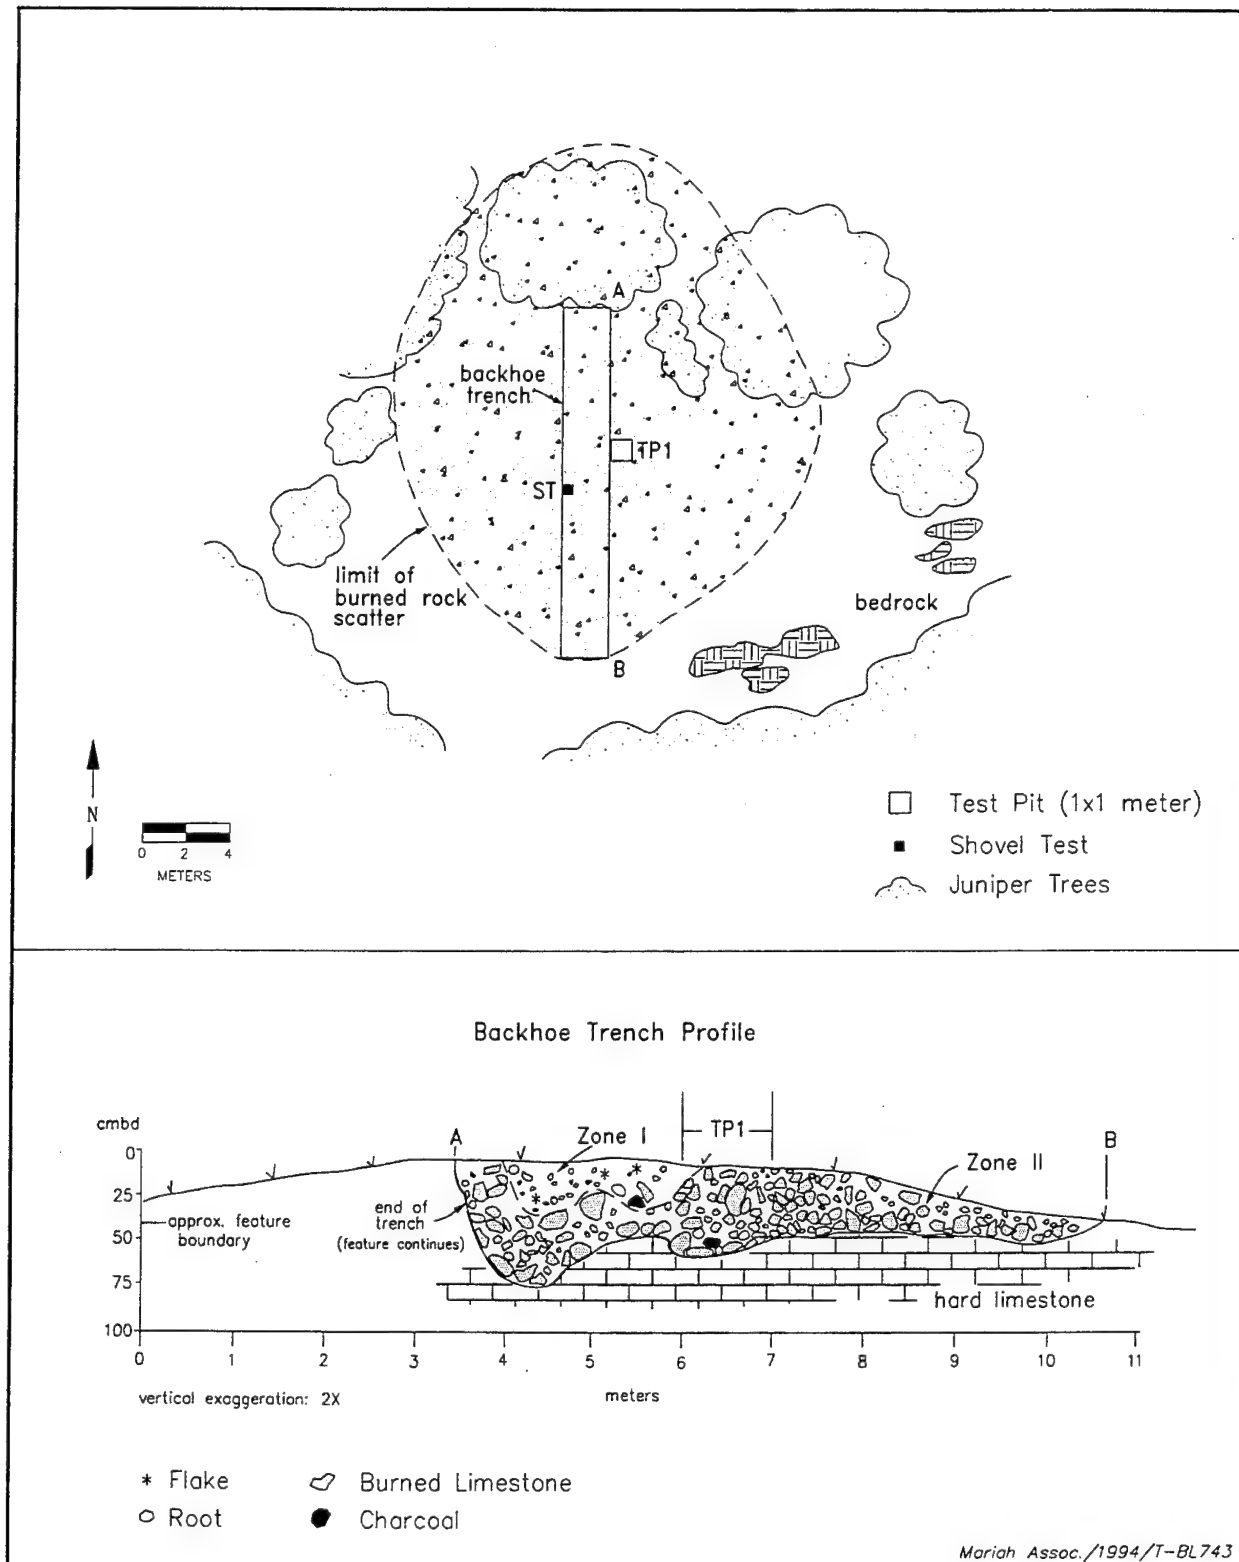 A
backhoe
trench
TP1
ST
limit of
burned rock
scatter
bedrock
B
N
0 2 4
METERS
Test Pit (1x1 meter)
Shovel Test
Juniper Trees
Backhoe Trench Profile
cmbd
A
Zone I
TP1
B
0
Zone II
25
end of
trench
(feature continues)
approx. feature
boundary
50
75
hard limestone
100
0 1 2 3 4 5 6 7 8 9 10 11
vertical exaggeration: 2X
meters
Flake
Burned Limestone
Root
Charcoal
Mariah Assoc./1994/T-BL743